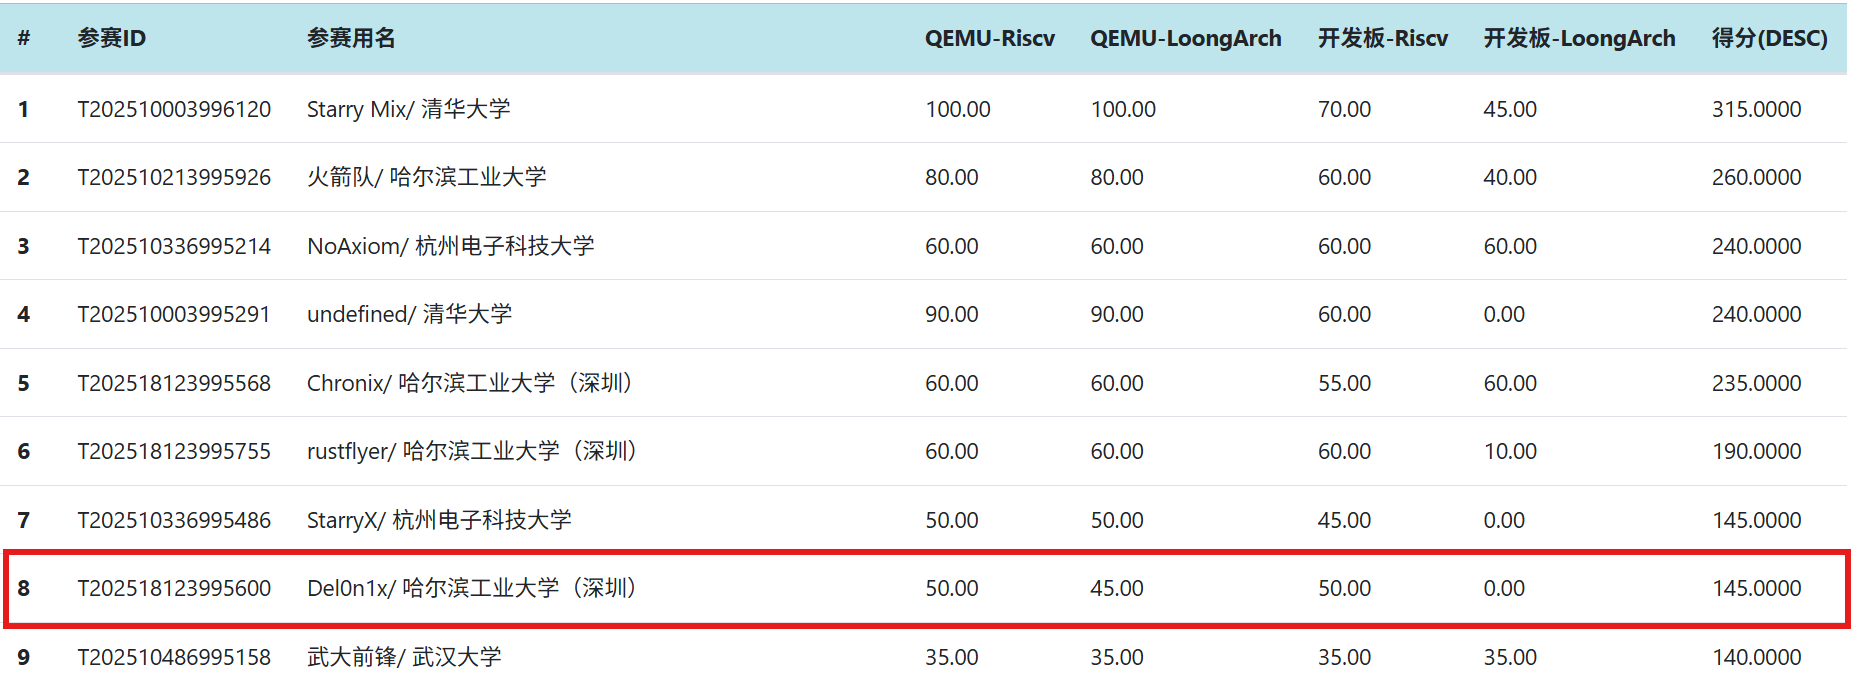 # 参赛ID 参赛用名 QEMU-Riscv QEMU-LoongArch 开发板-Riscv 开发板-LoongArch 得分(DESC)
1 T202510003996120 Starry Mix/ 清华大学 100.00 100.00 70.00 45.00 315.0000
2 T202510213995926 火箭队/ 哈尔滨工业大学 80.00 80.00 60.00 40.00 260.0000
3 T202510336995214 NoAxiom/ 杭州电子科技大学 60.00 60.00 60.00 60.00 240.0000
4 T202510003995291 undefined/ 清华大学 90.00 90.00 60.00 0.00 240.0000
5 T202518123995568 Chronix/ 哈尔滨工业大学（深圳） 60.00 60.00 55.00 60.00 235.0000
6 T202518123995755 rustflyer/ 哈尔滨工业大学（深圳） 60.00 60.00 60.00 10.00 190.0000
7 T202510336995486 StarryX/ 杭州电子科技大学 50.00 50.00 45.00 0.00 145.0000
8 T202518123995600 Del0n1x/ 哈尔滨工业大学（深圳） 50.00 45.00 50.00 0.00 145.0000
9 T202510486995158 武大前锋/ 武汉大学 35.00 35.00 35.00 35.00 140.0000